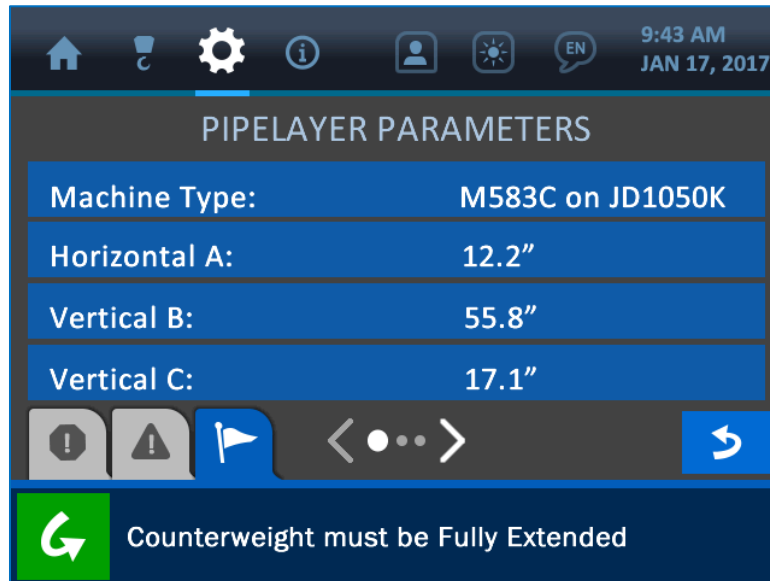 EN
9:43 AM
JAN 17, 2017
PIPELAYER PARAMETERS
Machine Type: M583C on JD1050K
Horizontal A: 12.2”
Vertical B: 55.8”
Vertical C: 17.1”
Counterweight must be Fully Extended